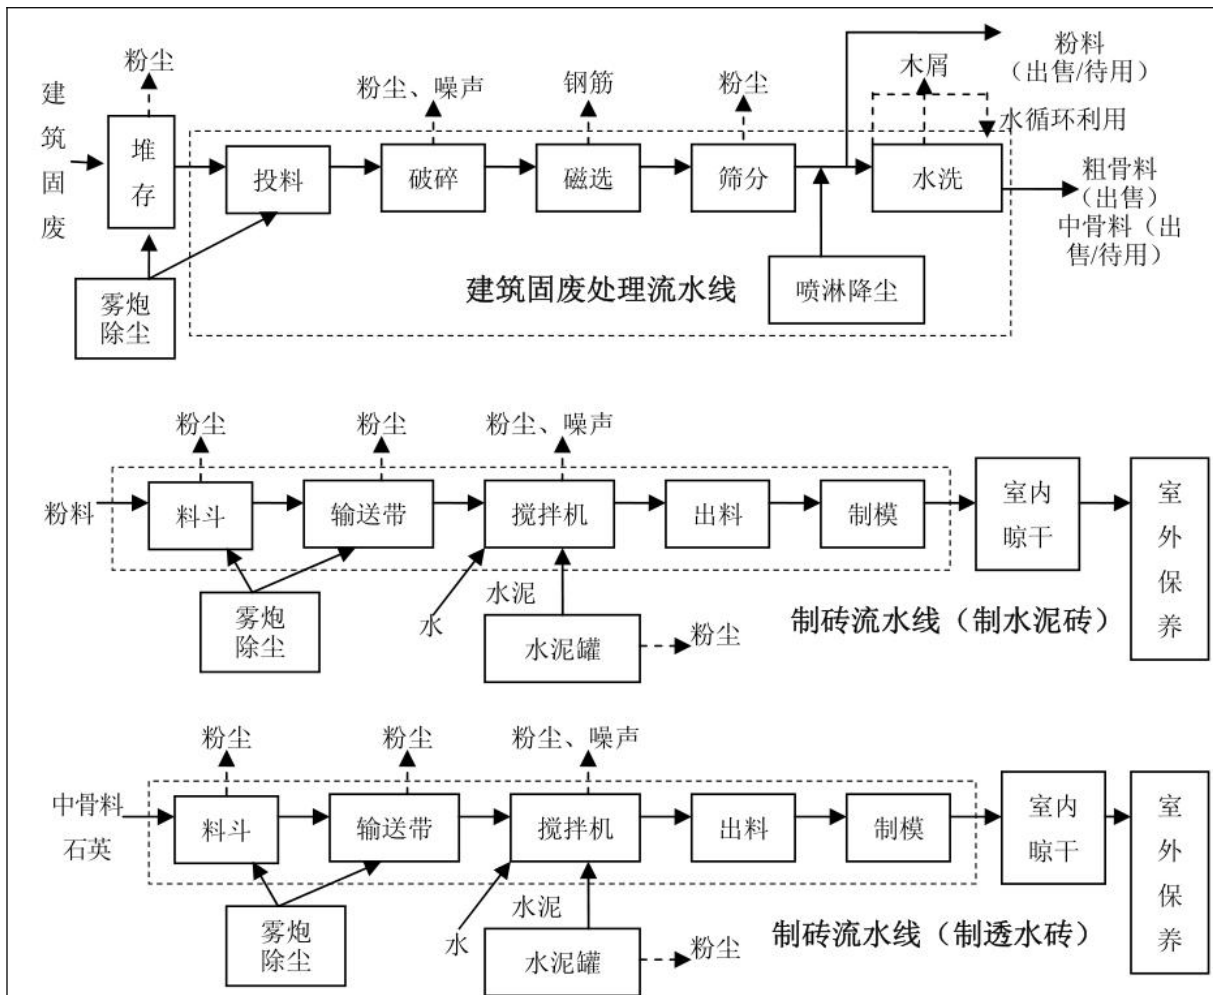 粉尘
建筑固废
堆存
雾炮
除尘
投料
粉尘、噪声
破碎
钢筋
磁选
粉尘
筛分
喷淋降尘
木屑
水循环利用
水洗
粉料
（出售/待用）
粗骨料
（出售）
中骨料（出
售/待用）
建筑固废处理流水线
粉尘
粉尘
粉尘、噪声
粉料
料斗
输送带
搅拌机
出料
制模
室内
晾干
室外保养
雾炮
除尘
水
水泥
水泥罐
粉尘
制砖流水线（制水泥砖）
粉尘
粉尘
粉尘、噪声
中骨料
石英
料斗
输送带
搅拌机
出料
制模
室内
晾干
室外保养
雾炮
除尘
水
水泥
水泥罐
粉尘
制砖流水线（制透水砖）